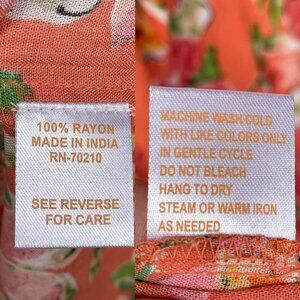 100% RAYON
MADE IN INDIA
RN-70210
SEE REVERSE
FOR CARE
MACHINE WASH COLD
WITH LIKE COLORS ONLY
IN GENTLE CYCLE
DO NOT BLEACH
HANG TO DRY
STEAM OR WARM IRON
AS NEEDED